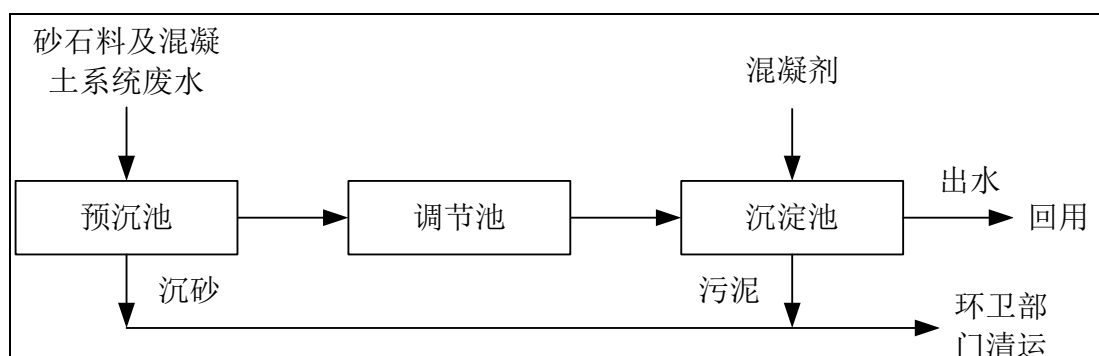 砂石料及混凝
土系统废水
混凝剂
预沉池
调节池
沉淀池
出水
回用
沉砂
污泥
环卫部
门清运